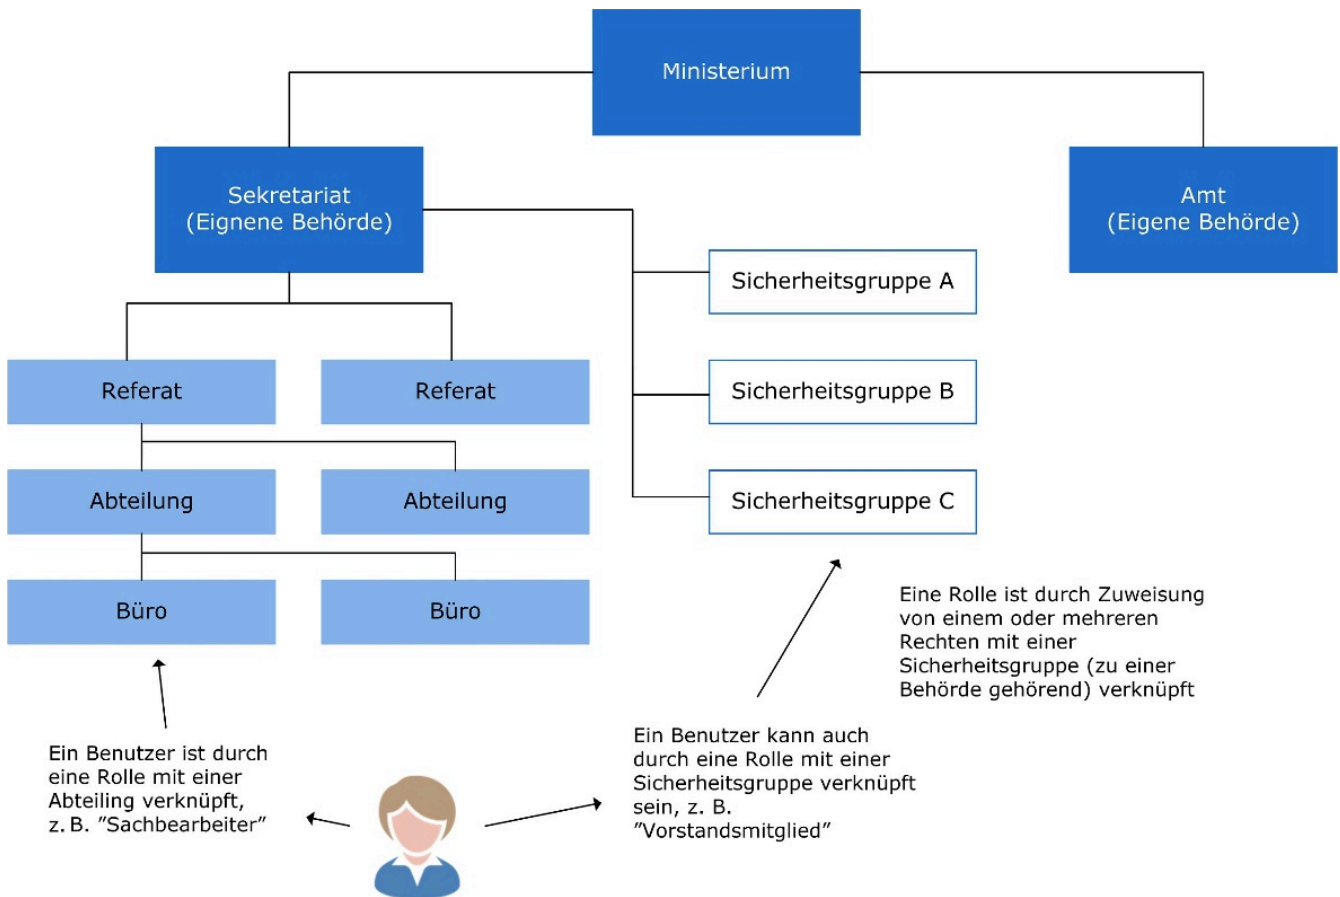 Ministerium
Sekretariat
(Eignene Behörde)
Amt
(Eigene Behörde)
Sicherheitsgruppe A
Sicherheitsgruppe B
Sicherheitsgruppe C
Referat
Referat
Abteilung
Abteilung
Büro
Büro
Eine Rolle ist durch Zuweisung
von einem oder mehreren
Rechten mit einer
Sicherheitsgruppe (zu einer
Behörde gehörend) verknüpft
Ein Benutzer ist durch
eine Rolle mit einer
Abteiling verknüpft,
z. B. ”Sachbearbeiter”
Ein Benutzer kann auch
durch eine Rolle mit einer
Sicherheitsgruppe verknüpft
sein, z. B.
”Vorstandsmitglied”